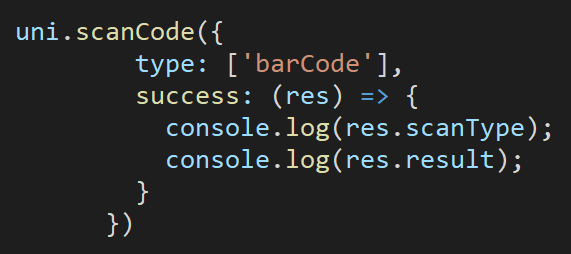 uni.scanCode({
type: ['barCode'],
success: (res) => {
console.log(res.scanType);
console.log(res.result);
}
})